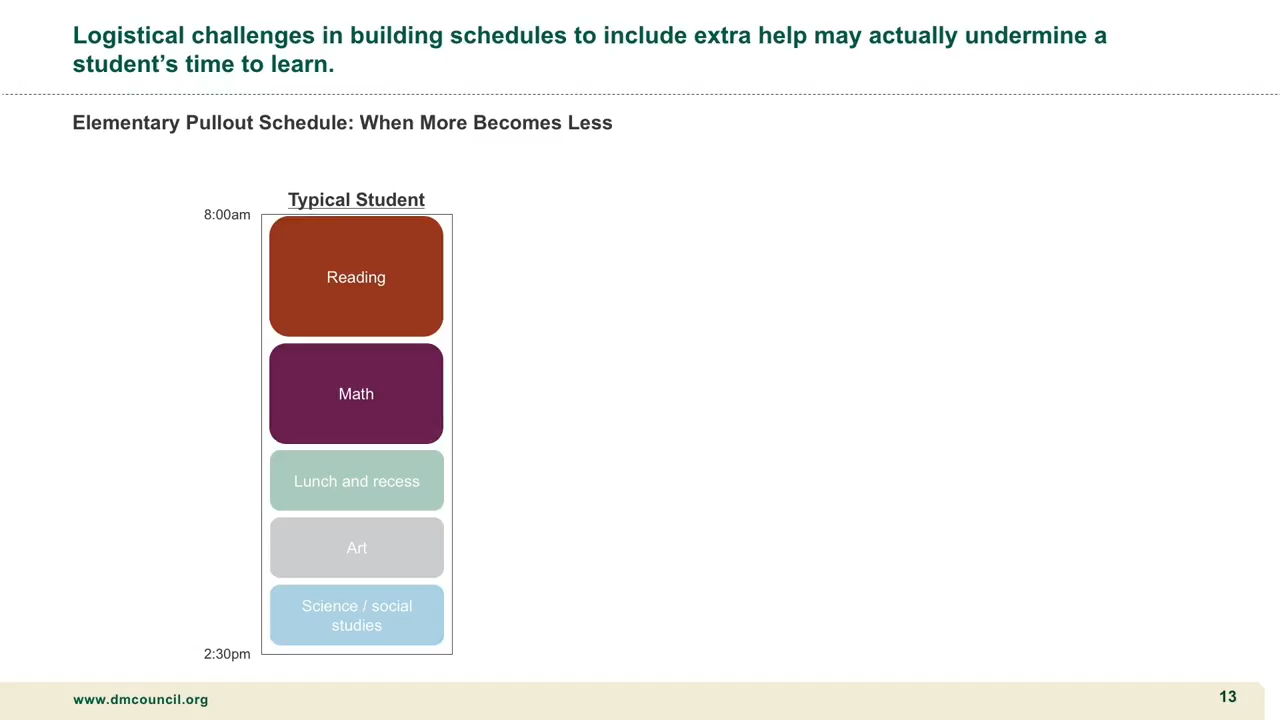 Logistical challenges in building schedules to include extra help may actually undermine a
student’s time to learn.
Elementary Pullout Schedule: When More Becomes Less
Typical Student
8:00am
Reading
Math
Lunch and recess
Art
Science / social
studies
2:30pm
www.dmcouncil.org
13